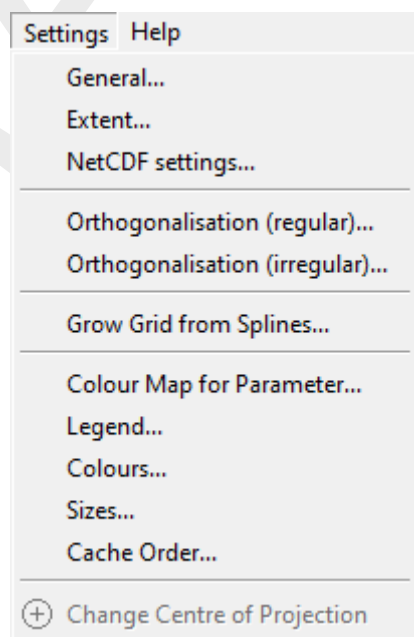 Settings Help
General...
Extent...
NetCDF settings...
Orthogonalisation (regular)...
Orthogonalisation (irregular)...
Grow Grid from Splines...
Colour Map for Parameter...
Legend...
Colours...
Sizes...
Cache Order...
Change Centre of Projection